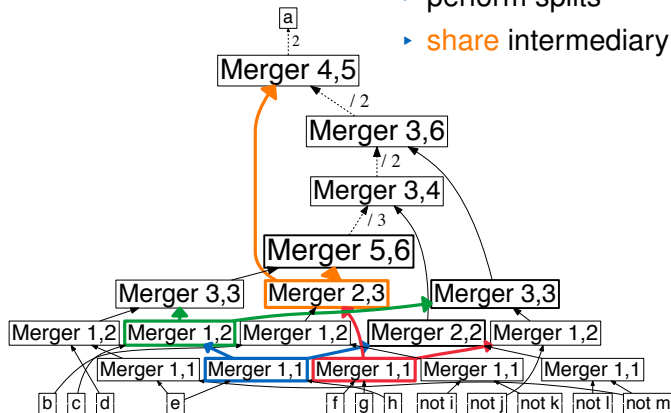 ▸ perform splits
a
2
▸ share intermediary
Merger 4,5
/ 2
Merger 3,6
/ 2
Merger 3,4
/ 3
Merger 5,6
Merger 3,3 Merger 2,3 Merger 3,3
Merger 1,2 Merger 1,2 Merger 1,2 Merger 2,2 Merger 1,2
Merger 1,1 Merger 1,1 Merger 1,1 Merger 1,1 Merger 1,1
b c d e f g h not i not j not k not l not m